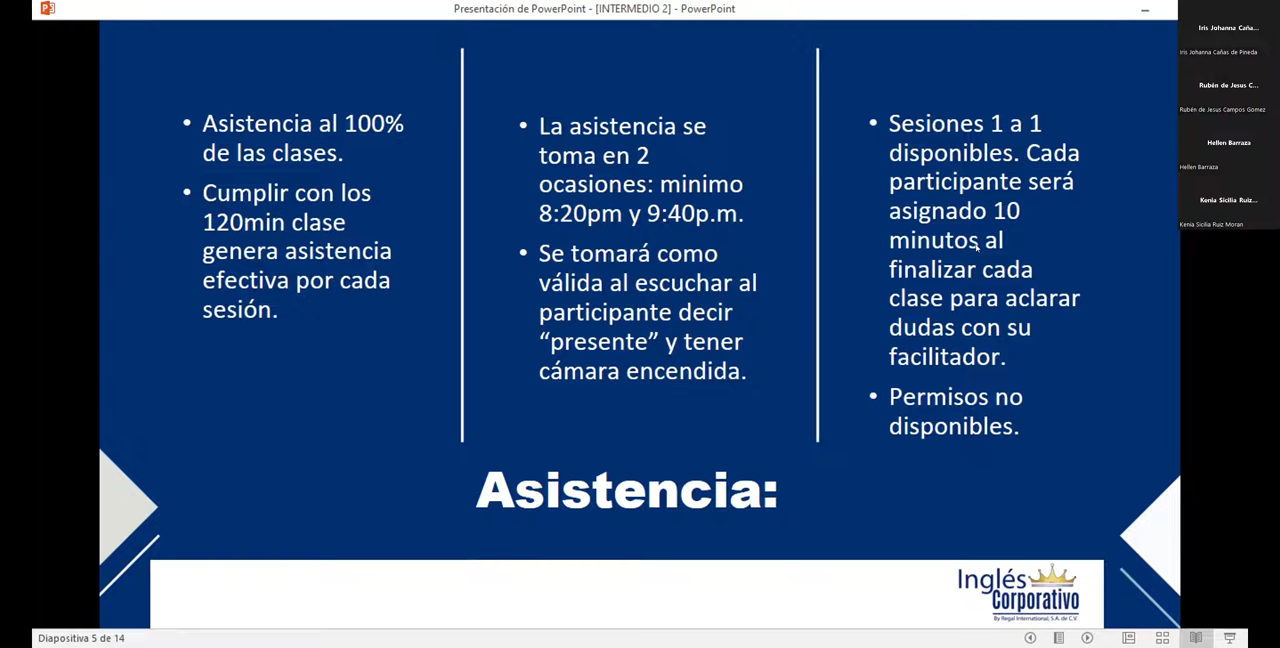 Presentación de PowerPoint - [INTERMEDIO 2] - PowerPoint
• Asistencia al 100%
de las clases.
• Cumplir con los
120min clase
genera asistencia
efectiva por cada
sesión.
• La asistencia se
toma en 2
ocasiones: minimo
8:20pm y 9:40p.m.
• Se tomará como
válida al escuchar al
participante decir
“presente” y tener
cámara encendida.
• Sesiones 1 a 1
disponibles. Cada
participante será
asignado 10
minutos al
finalizar cada
clase para aclarar
dudas con su
facilitador.
• Permisos no
disponibles.
Asistencia:
Inglés
Corporativo
By Regal International, S.A. de C.V.
Diapositiva 5 de 14
Iris Johanna Caña...
Iris Johanna Cañas de Pineda
Rubén de Jesus C...
Rubén de Jesus Campos Gomez
Hellen Barraza
Hellen Barraza
Kenia Sicilia Ruiz...
Kenia Sicilia Ruiz Moran